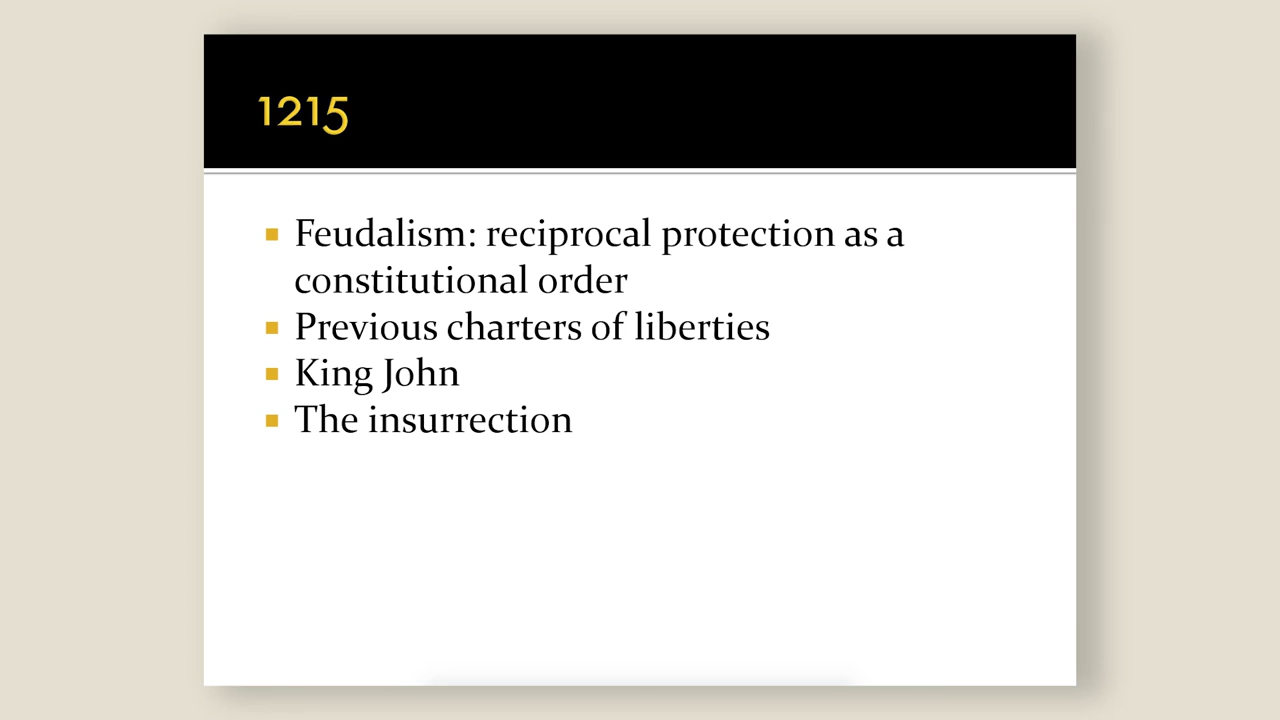 1215
Feudalism: reciprocal protection as a
constitutional order
Previous charters of liberties
King John
The insurrection